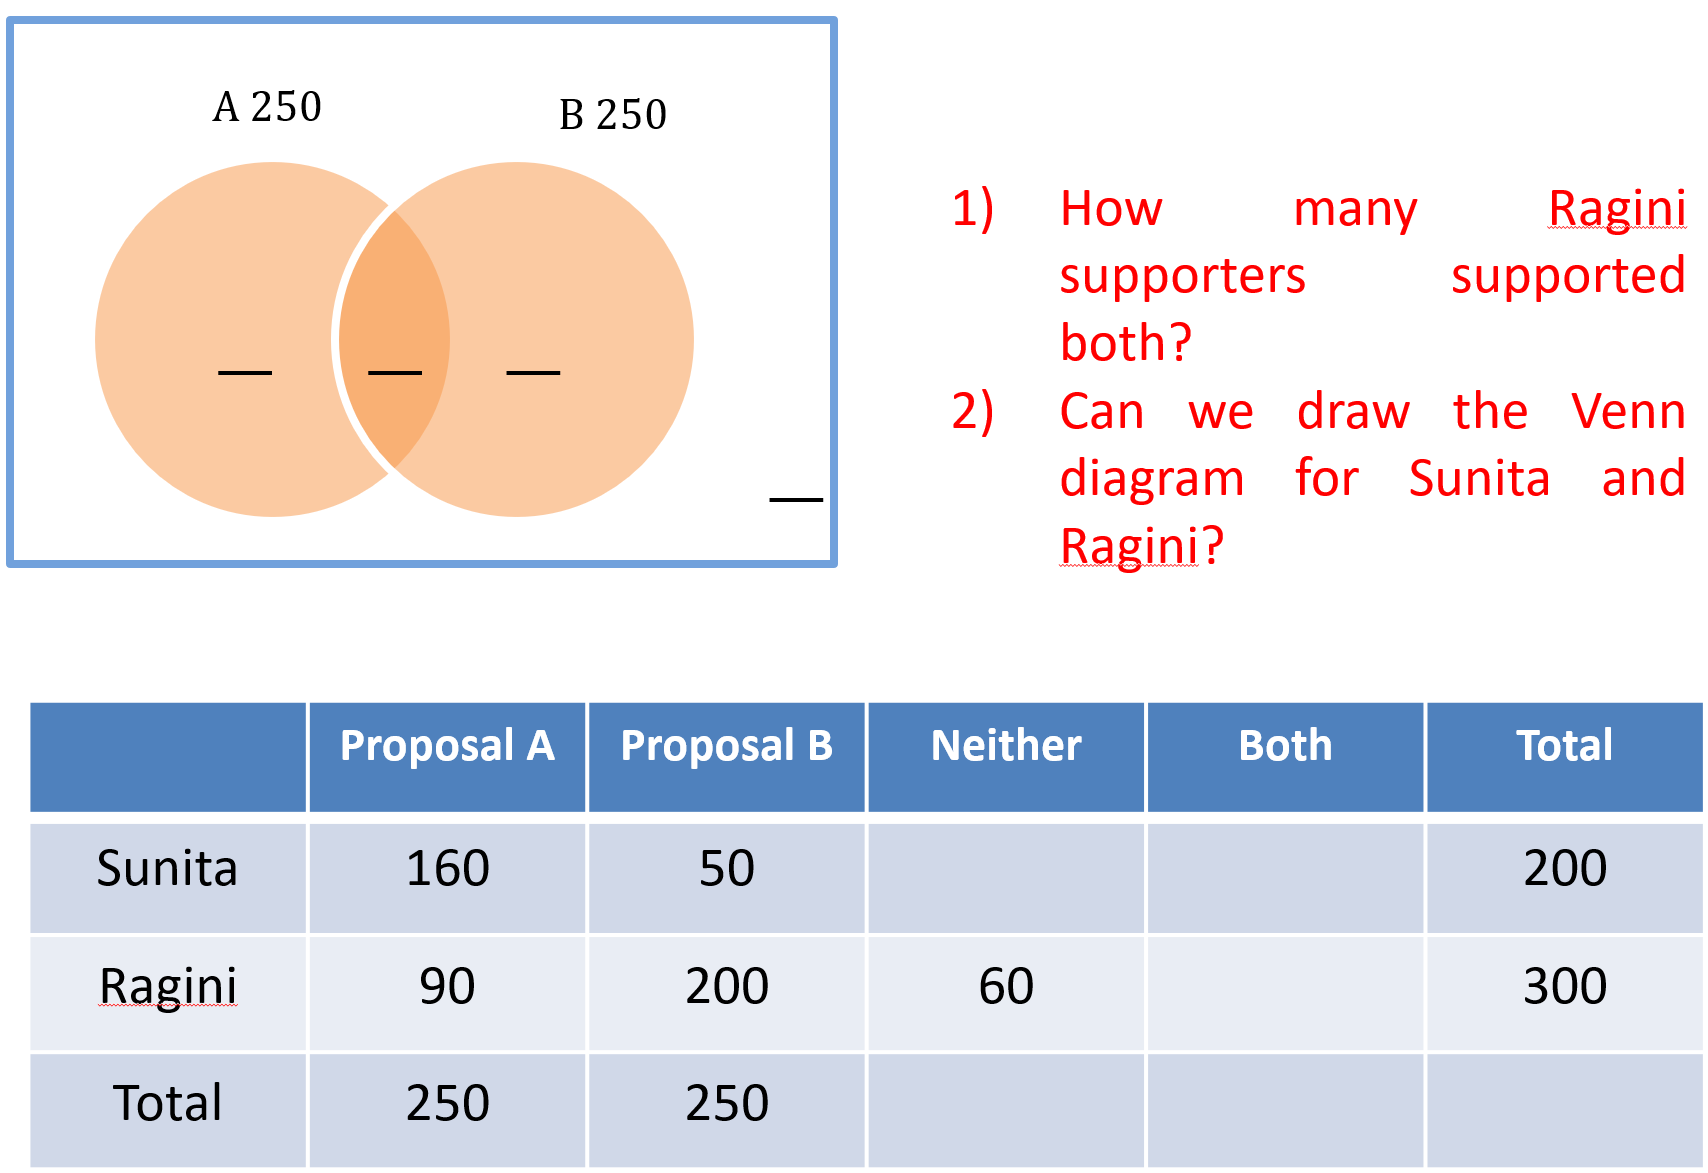 A 250
B 250
1) How many Ragini
supporters supported
both?
2) Can we draw the Venn
diagram for Sunita and
Ragini?
Proposal A Proposal B Neither Both Total
Sunita 160 50 200
Ragini 90 200 60 300
Total 250 250